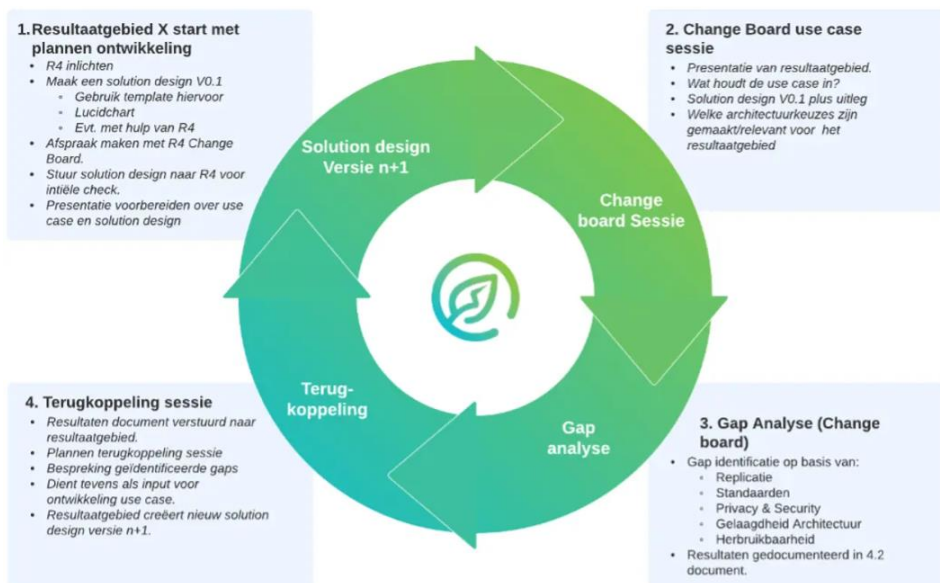 1. Resultaatgebied X start met
plannen ontwikkeling
• R4 inlichten
• Maak een solution design V0.1
◦ Gebruik template hiervoor
◦ Lucidchart
◦ Evt. met hulp van R4
• Afspraak maken met R4 Change
Board.
• Stuur solution design naar R4 voor
intiële check.
• Presentatie voorbereiden over use
case en solution design
2. Change Board use case
sessie
• Presentatie van resultaatgebied.
• Wat houdt de use case in?
• Solution design V0.1 plus uitleg
• Welke architectuurkeuzes zijn
gemaakt/relevant voor het
resultaatgebied
Solution design
Versie n+1
Change
board Sessie
Gap
analyse
Terug-
koppeling
3. Gap Analyse (Change
board)
• Gap identificatie op basis van:
◦ Replicatie
◦ Standaarden
◦ Privacy & Security
◦ Gelaagdheid Architectuur
◦ Herbruikbaarheid
• Resultaten gedocumenteerd in 4.2
document.
4. Terugkoppeling sessie
• Resultaten document verstuurd naar
resultaatgebied.
• Plannen terugkoppeling sessie
• Bespreking geïdentificeerde gaps
• Dient tevens als input voor
ontwikkeling use case.
• Resultaatgebied creëert nieuw solution
design versie n+1.